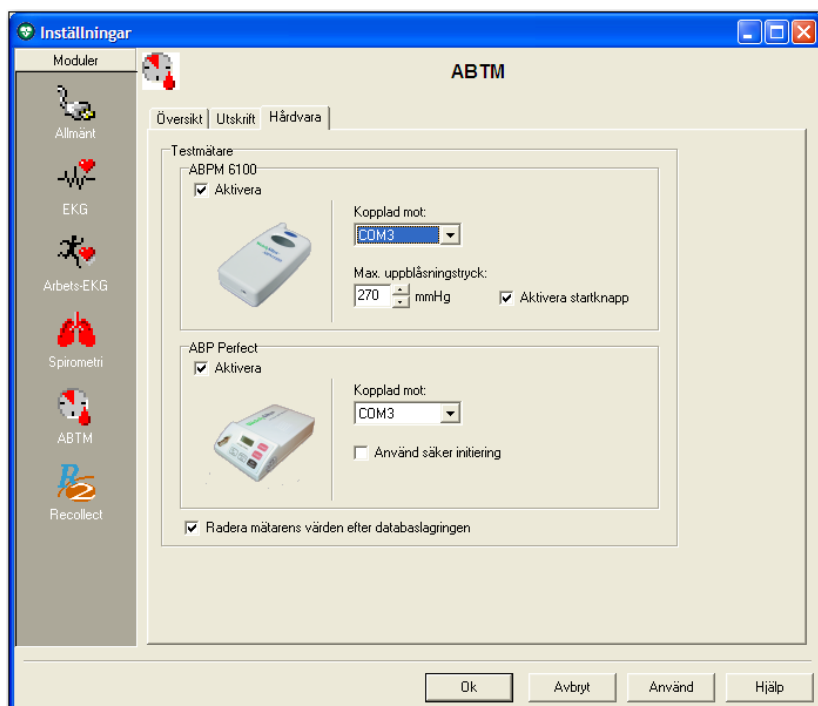 Inställningar
Moduler
Allmänt
EKG
Arbets-EKG
Spirometri
ABTM
Recollect
ABTM
Översikt
Utskrift
Hårdvara
Testmätare
ABPM 6100
Aktivera
Kopplad mot:
COM3
Max. uppblåsningstryck:
270 mmHg
Aktivera startknapp
ABP Perfect
Aktivera
Kopplad mot:
COM3
Använd säker initiering
Radera mätarens värden efter databaslagringen
Ok
Avbryt
Använd
Hjälp